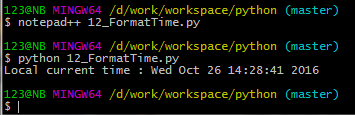 123@NB MINGW64 /d/work/workspace/python (master)
$ notepad++ 12_FormatTime.py
123@NB MINGW64 /d/work/workspace/python (master)
$ python 12_FormatTime.py
Local current time : Wed Oct 26 14:28:41 2016
123@NB MINGW64 /d/work/workspace/python (master)
$